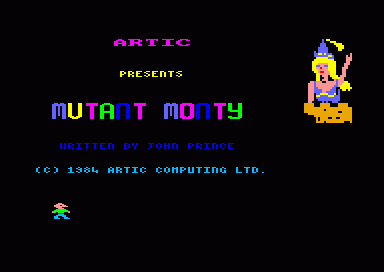 ARTIC
PRESENTS
MUTANT MONTY
WRITTEN BY JOHN PRINCE
(C) 1984 ARTIC COMPUTING LTD.